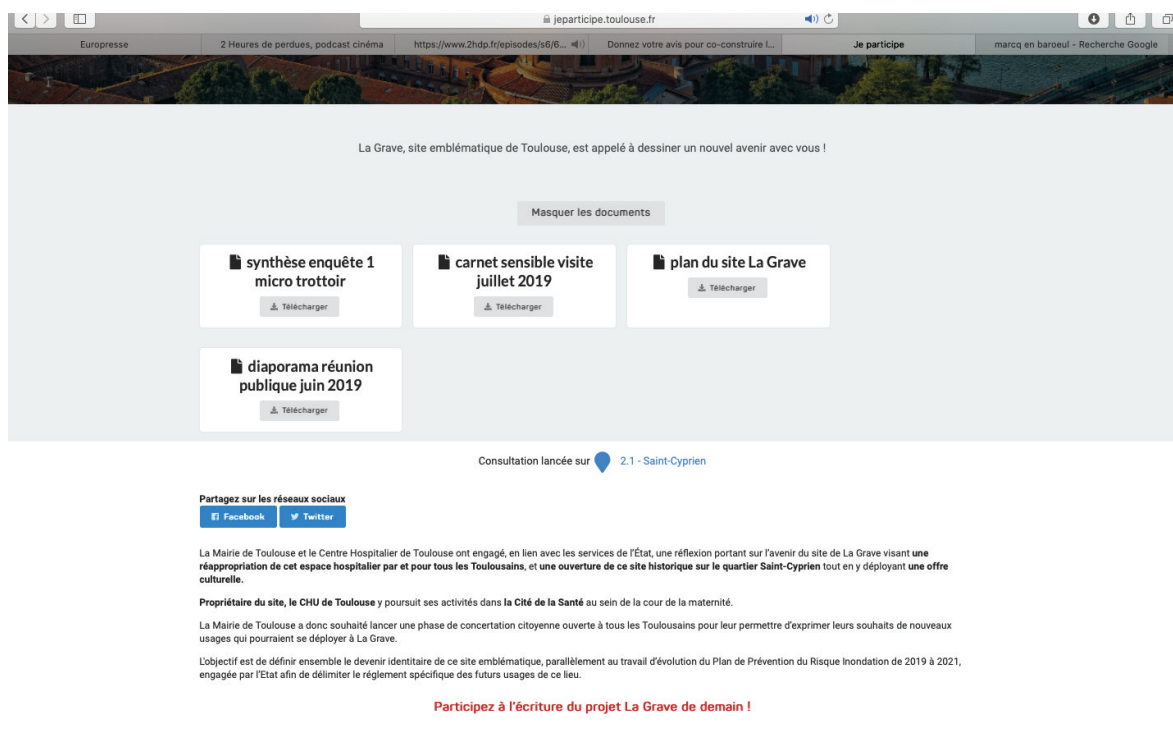 jeparticipe.toulouse.fr
Europresse
2 Heures de perdues, podcast cinéma
https://www.2hdp.fr/episodes/s6/6...
Donnez votre avis pour co-construire l...
Je participe
marcq en baroeul - Recherche Google
La Grave, site emblématique de Toulouse, est appelé à dessiner un nouvel avenir avec vous !
Masquer les documents
synthèse enquête 1
micro trottoir
Télécharger
carnet sensible visite
juillet 2019
Télécharger
plan du site La Grave
Télécharger
diaporama réunion
publique juin 2019
Télécharger
Consultation lancée sur 2.1 - Saint-Cyprien
Partagez sur les réseaux sociaux
Facebook Twitter
La Mairie de Toulouse et le Centre Hospitalier de Toulouse ont engagé, en lien avec les services de l'État, une réflexion portant sur l'avenir du site de La Grave visant une
réappropriation de cet espace hospitalier par et pour tous les Toulousains, et une ouverture de ce site historique sur le quartier Saint-Cyprien tout en y déployant une offre
culturelle.
Propriétaire du site, le CHU de Toulouse y poursuit ses activités dans la Cité de la Santé au sein de la cour de la maternité.
La Mairie de Toulouse a donc souhaité lancer une phase de concertation citoyenne ouverte à tous les Toulousains pour leur permettre d'exprimer leurs souhaits de nouveaux
usages qui pourraient se déployer à La Grave.
L'objectif est de définir ensemble le devenir identitaire de ce site emblématique, parallèlement au travail d'évolution du Plan de Prévention du Risque Inondation de 2019 à 2021,
engagée par l'Etat afin de délimiter le réglement spécifique des futurs usages de ce lieu.
Participez à l'écriture du projet La Grave de demain !